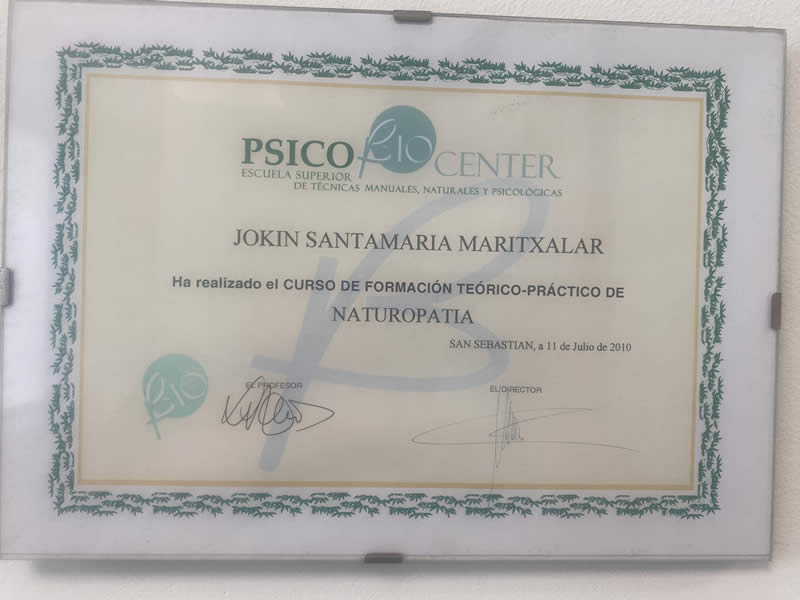 PSICO BIO CENTER
ESCUELA SUPERIOR
DE TÉCNICAS MANUALES, NATURALES Y PSICOLÓGICAS
JOKIN SANTAMARIA MARITXALAR
Ha realizado el CURSO DE FORMACIÓN TEÓRICO-PRÁCTICO DE
NATUROPATIA
SAN SEBASTIAN, a 11 de Julio de 2010
BIO
EL PROFESOR
EL DIRECTOR